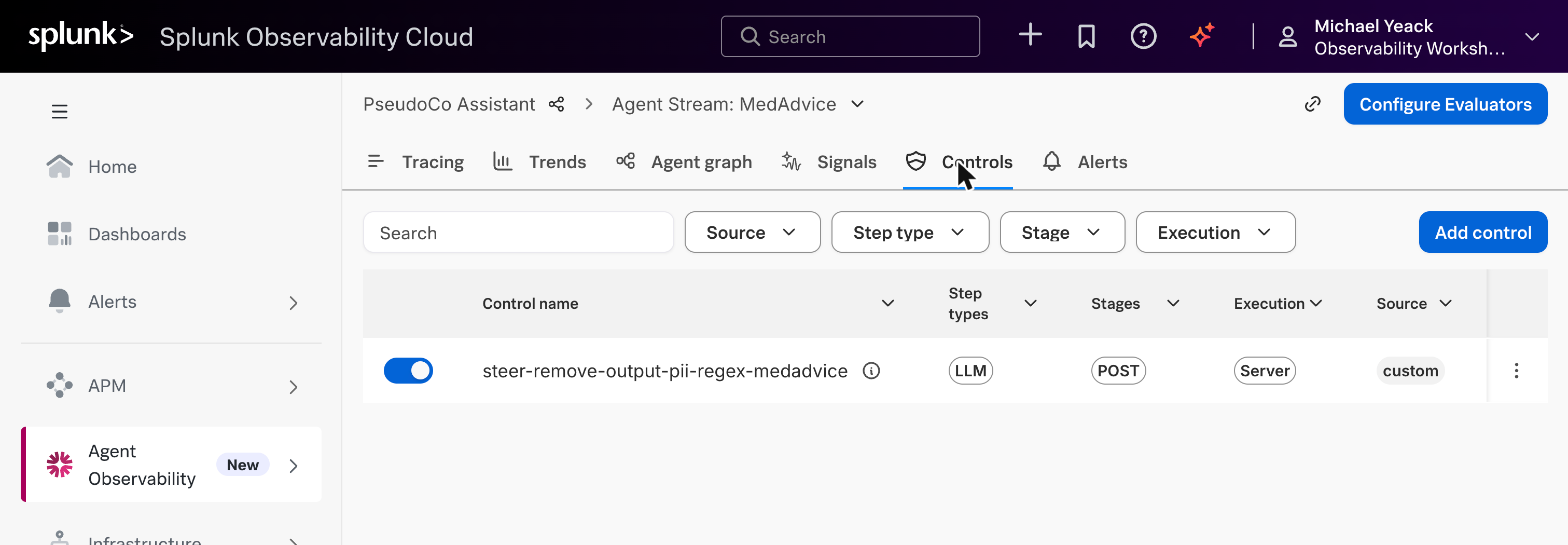 splunk> Splunk Observability Cloud Search Michael Yeack
Observability Worksh...
PseudoCo Assistant Agent Stream: MedAdvice Configure Evaluators
Home
Dashboards
Alerts
APM
Agent
Observability
New
Infrastructure
Tracing Trends Agent graph Signals Controls Alerts
Search Source Step type Stage Execution Add control
Control name Step
types Stages Execution Source
steer-remove-output-pii-regex-medadvice LLM POST Server custom